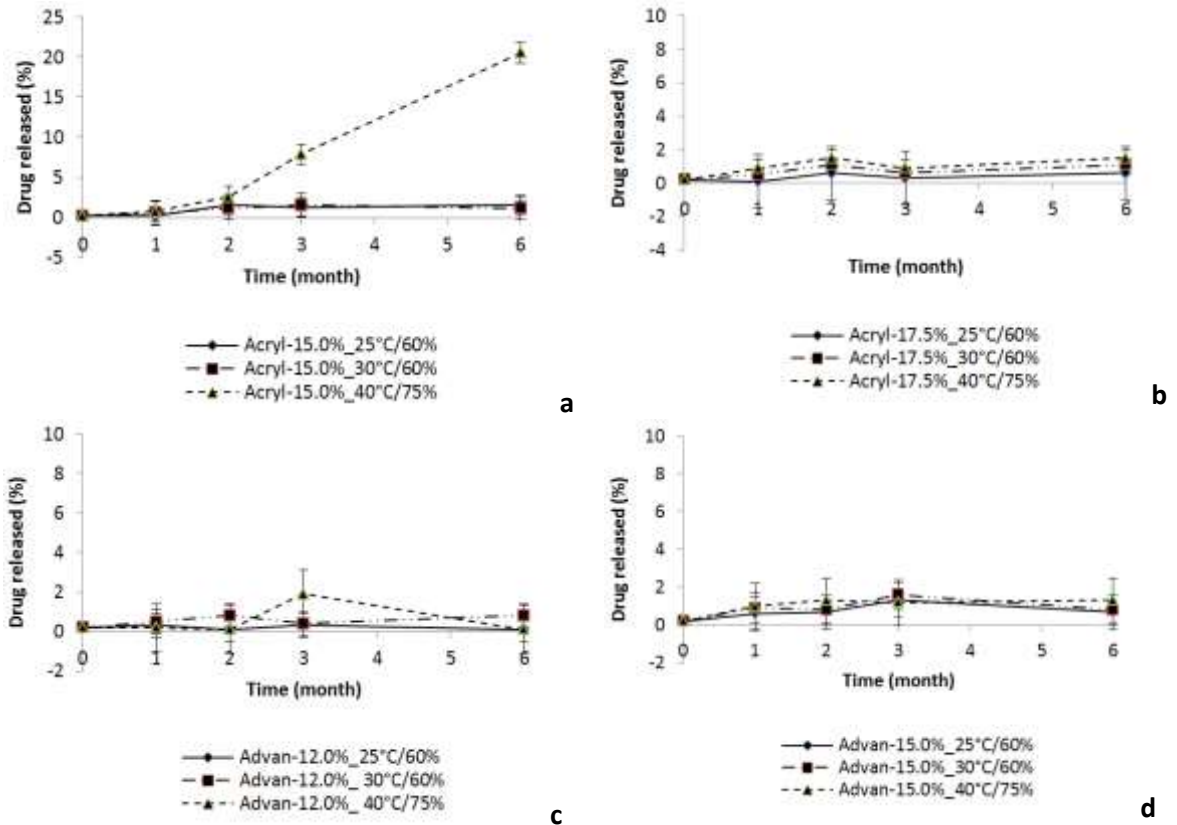 Drug released (%)
25
20
15
10
5
0
-5
0 1 2 3 4 5 6
Time (month)
Acryl-15.0%_25°C/60%
Acryl-15.0%_30°C/60%
Acryl-15.0%_40°C/75%
a
Drug released (%)
10
8
6
4
2
0
-2
-4
0 1 2 3 4 5 6
Time (month)
Acryl-17.5%_25°C/60%
Acryl-17.5%_30°C/60%
Acryl-17.5%_40°C/75%
b
Drug released (%)
10
8
6
4
2
0
-2
0 1 2 3 4 5 6
Time (month)
Advan-12.0%_25°C/60%
Advan-12.0%_ 30°C/60%
Advan-12.0%_ 40°C/75%
c
Drug released (%)
10
8
6
4
2
0
-2
0 1 2 3 4 5 6
Time (month)
Advan-15.0%_25°C/60%
Advan-15.0%_30°C/60%
Advan-15.0%_ 40°C/75%
d